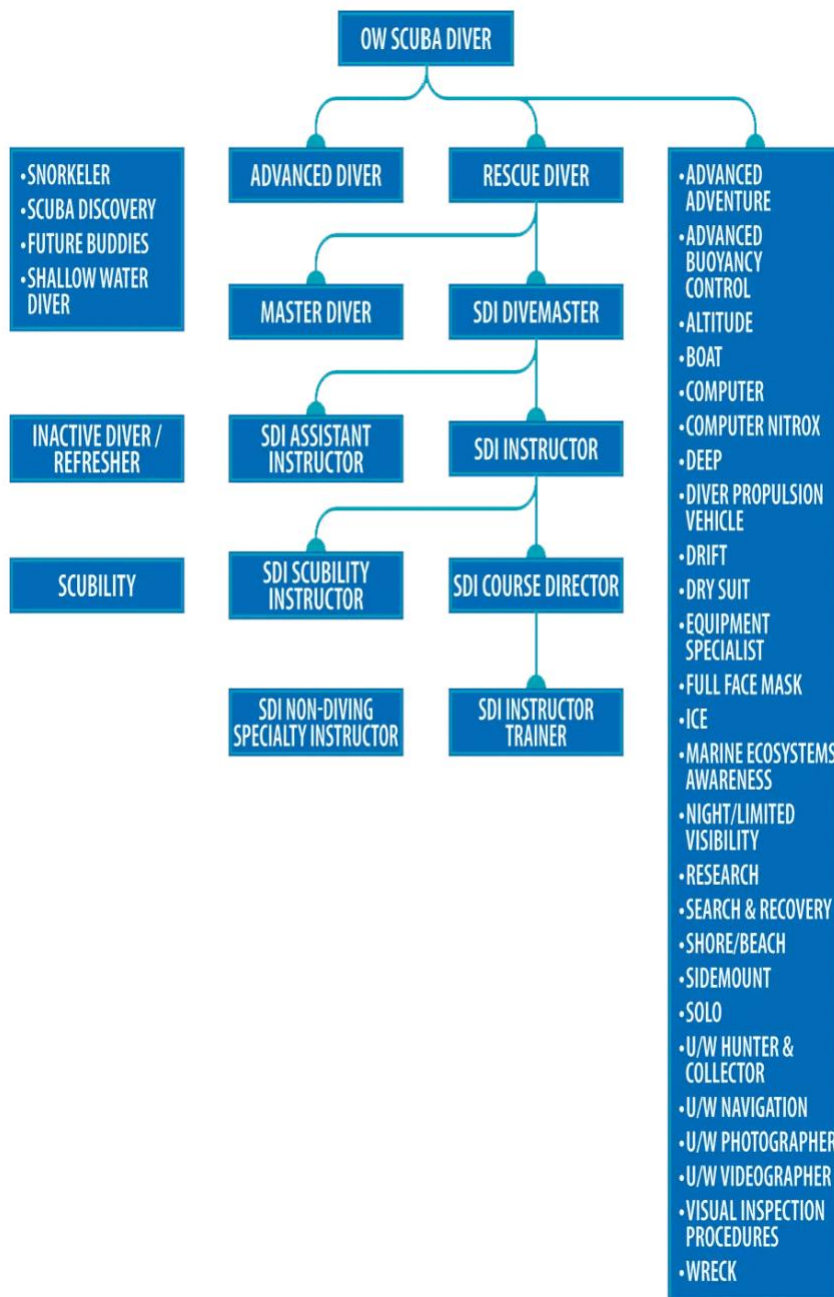 OW SCUBA DIVER
•SNORKELER
•SCUBA DISCOVERY
•FUTURE BUDDIES
•SHALLOW WATER
DIVER
ADVANCED DIVER
RESCUE DIVER
MASTER DIVER
SDI DIVEMASTER
INACTIVE DIVER /
REFRESHER
SDI ASSISTANT
INSTRUCTOR
SDI INSTRUCTOR
SCUBILITY
SDI SCUBILITY
INSTRUCTOR
SDI COURSE DIRECTOR
SDI NON-DIVING
SPECIALTY INSTRUCTOR
SDI INSTRUCTOR
TRAINER
•ADVANCED
ADVENTURE
•ADVANCED
BUOYANCY
CONTROL
•ALTITUDE
•BOAT
•COMPUTER
•COMPUTER NITROX
•DEEP
•DIVER PROPULSION
VEHICLE
•DRIFT
•DRY SUIT
•EQUIPMENT
SPECIALIST
•FULL FACE MASK
•ICE
•MARINE ECOSYSTEMS
AWARENESS
•NIGHT/LIMITED
VISIBILITY
•RESEARCH
•SEARCH & RECOVERY
•SHORE/BEACH
•SIDEMOUNT
•SOLO
•U/W HUNTER &
COLLECTOR
•U/W NAVIGATION
•U/W PHOTOGRAPHER
•U/W VIDEOGRAPHER
•VISUAL INSPECTION
PROCEDURES
•WRECK